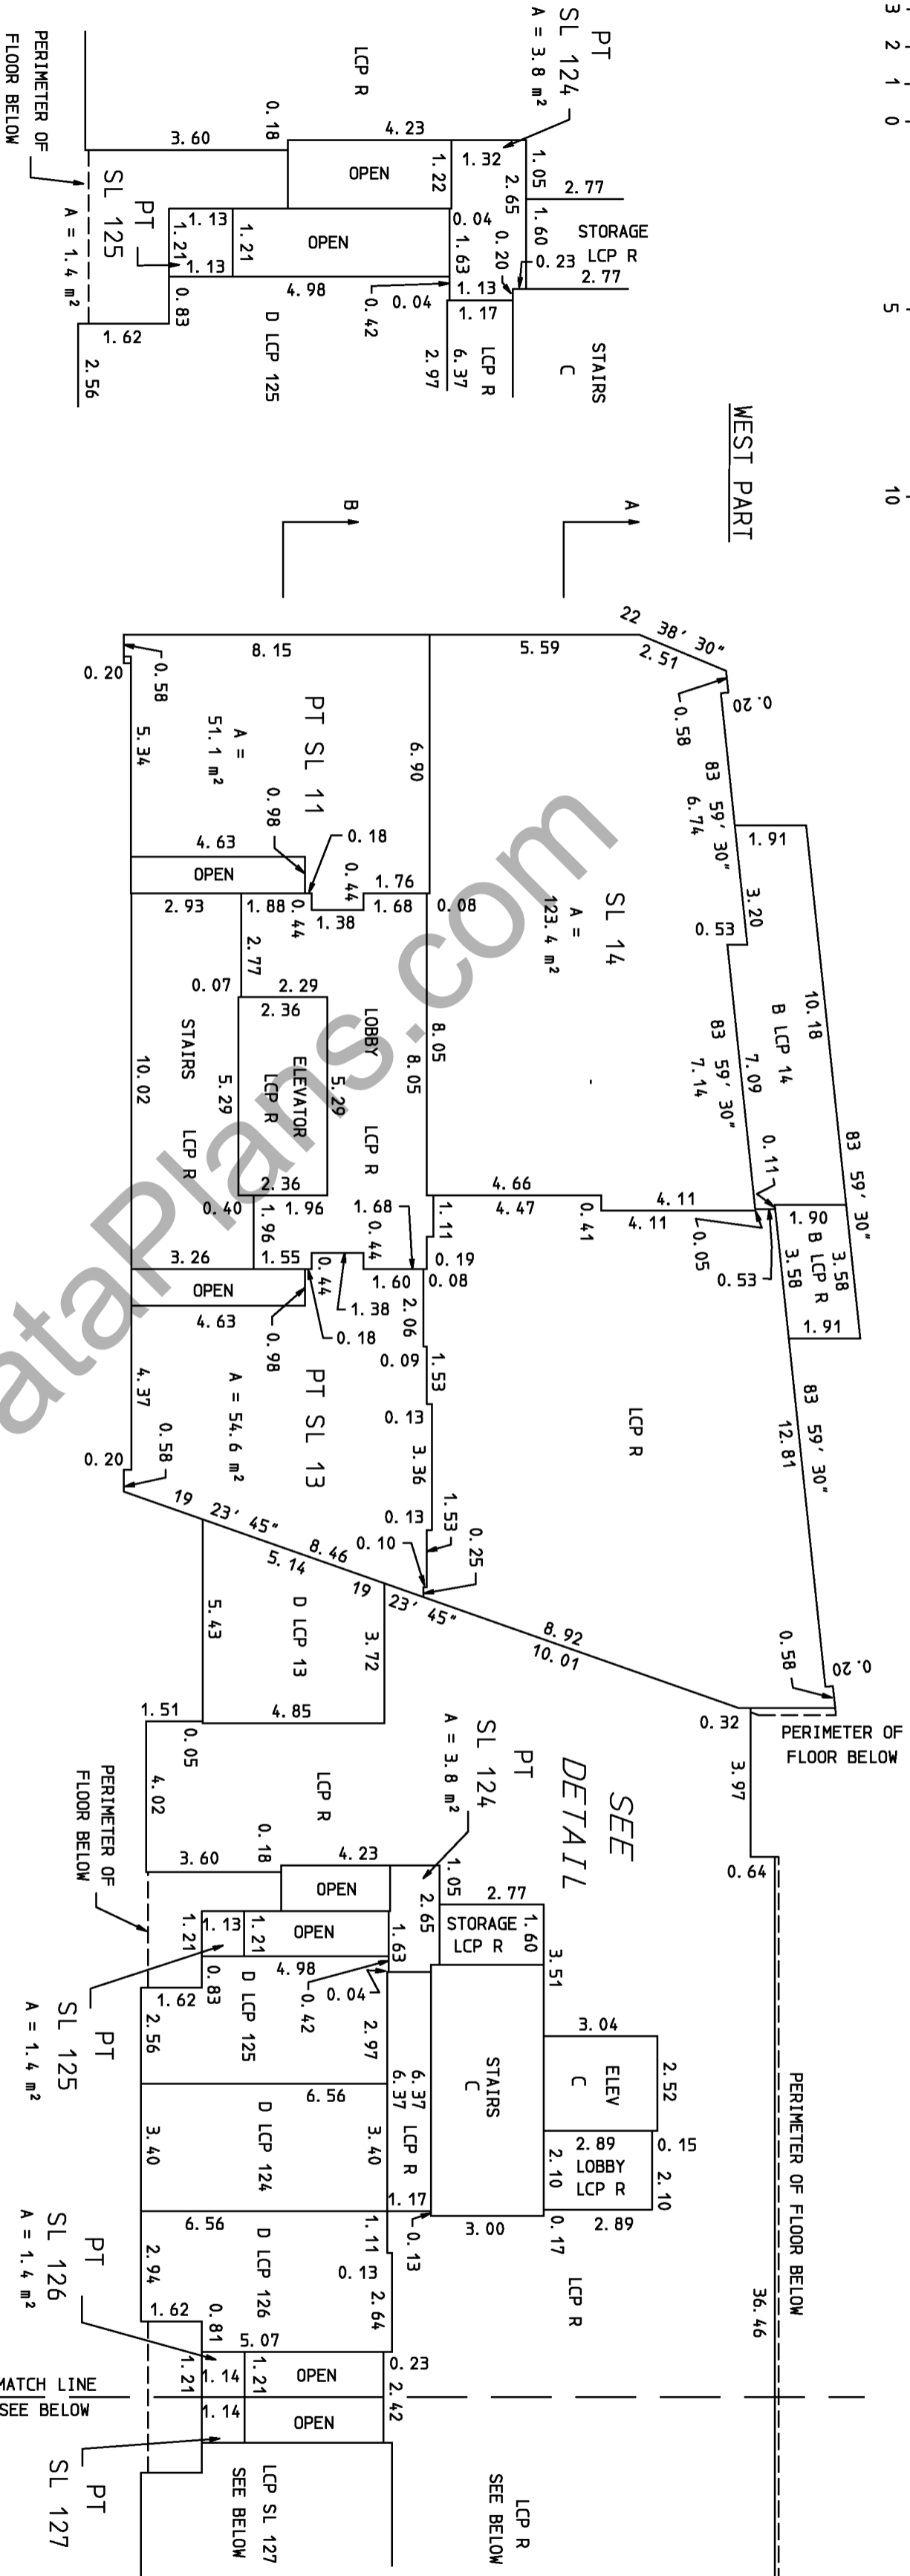 3
2
1
0
5
10
PT
SL 124
A = 3.8 m²
LCP R
PERIMETER OF
FLOOR BELOW
0.18
3.60
4.23
OPEN
1.22
1.32
2.65
1.05
2.77
1.60
STORAGE
LCP R
0.23
2.77
0.20
0.04
1.63
1.13
1.17
0.04
0.42
OPEN
1.21
1.13
1.21
1.13
4.98
0.83
1.62
2.56
PT
SL 125
A = 1.4 m²
D LCP 125
2.97
6.37
LCP R
STAIRS
C
WEST PART
A
B
22 38' 30"
2.51
5.59
8.15
0.58
0.20
5.34
0.20
0.58
83 59' 30"
6.74
1.91
3.20
0.53
10.18
B LCP 14
83 59' 30"
7.09
7.14
0.11
83 59' 30"
1.90
B LCP R
3.58
3.58
1.91
0.53
0.05
83 59' 30"
12.81
0.20
0.58
PT SL 11
A =
51.1 m²
6.90
0.98
0.18
4.63
OPEN
0.44
1.76
1.68
0.08
2.93
1.88
0.44
1.38
SL 14
A =
123.4 m²
2.77
0.07
2.29
2.36
LOBBY
LCP R
8.05
8.05
ELEVATOR
LCP R
5.29
5.29
STAIRS
LCP R
10.02
2.36
0.40
1.96
1.96
1.68
0.44
4.66
4.47
0.41
4.11
4.11
1.11
0.19
0.08
3.26
1.55
0.44
1.60
OPEN
4.63
1.38
0.18
0.98
2.06
0.09
1.53
0.13
3.36
0.13
1.53
0.25
0.10
PT SL 13
A = 54.6 m²
4.37
0.58
0.20
LCP R
19 23' 45"
8.46
5.14
19 23' 45"
8.92
10.01
5.43
D LCP 13
3.72
4.85
1.51
0.05
4.02
0.32
PERIMETER OF
FLOOR BELOW
3.97
0.64
SEE
DETAIL
PT
SL 124
A = 3.8 m²
LCP R
PERIMETER OF
FLOOR BELOW
3.60
0.18
4.23
OPEN
1.05
2.77
2.65
1.60
STORAGE
LCP R
1.63
3.51
1.13
1.21
1.21
OPEN
4.98
0.42
0.04
0.83
1.62
2.56
D LCP 125
2.97
PT
SL 125
A = 1.4 m²
3.04
2.52
ELEV
C
STAIRS
C
6.37
6.37
LCP R
6.56
2.89
0.15
2.10
LOBBY
LCP R
2.10
2.89
0.17
3.40
D LCP 124
3.40
1.17
3.00
0.13
6.56
1.11
0.13
2.94
D LCP 126
2.64
LCP R
PERIMETER OF FLOOR BELOW
36.46
PT
SL 126
A = 1.4 m²
1.62
0.81
5.07
1.21
1.14
1.21
OPEN
0.23
2.42
MATCH LINE
SEE BELOW
1.14
OPEN
PT
SL 127
LCP SL 127
SEE BELOW
LCP R
SEE BELOW
ataPlans.com